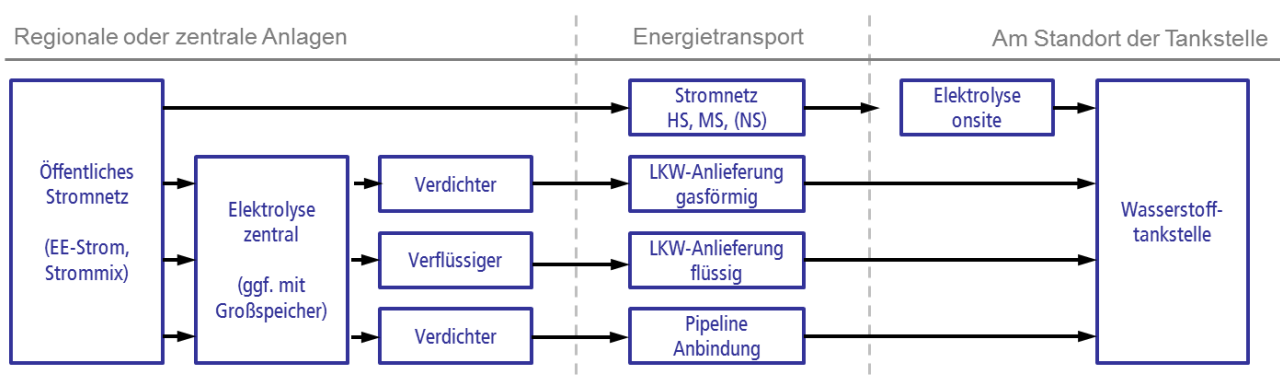 Regionale oder zentrale Anlagen
Energietransport
Am Standort der Tankstelle
Öffentliches
Stromnetz
(EE-Strom,
Strommix)
Elektrolyse
zentral
(ggf. mit
Großspeicher)
Verdichter
Verflüssiger
Verdichter
Stromnetz
HS, MS, (NS)
LKW-Anlieferung
gasförmig
LKW-Anlieferung
flüssig
Pipeline
Anbindung
Elektrolyse
onsite
Wasserstoff-
tankstelle